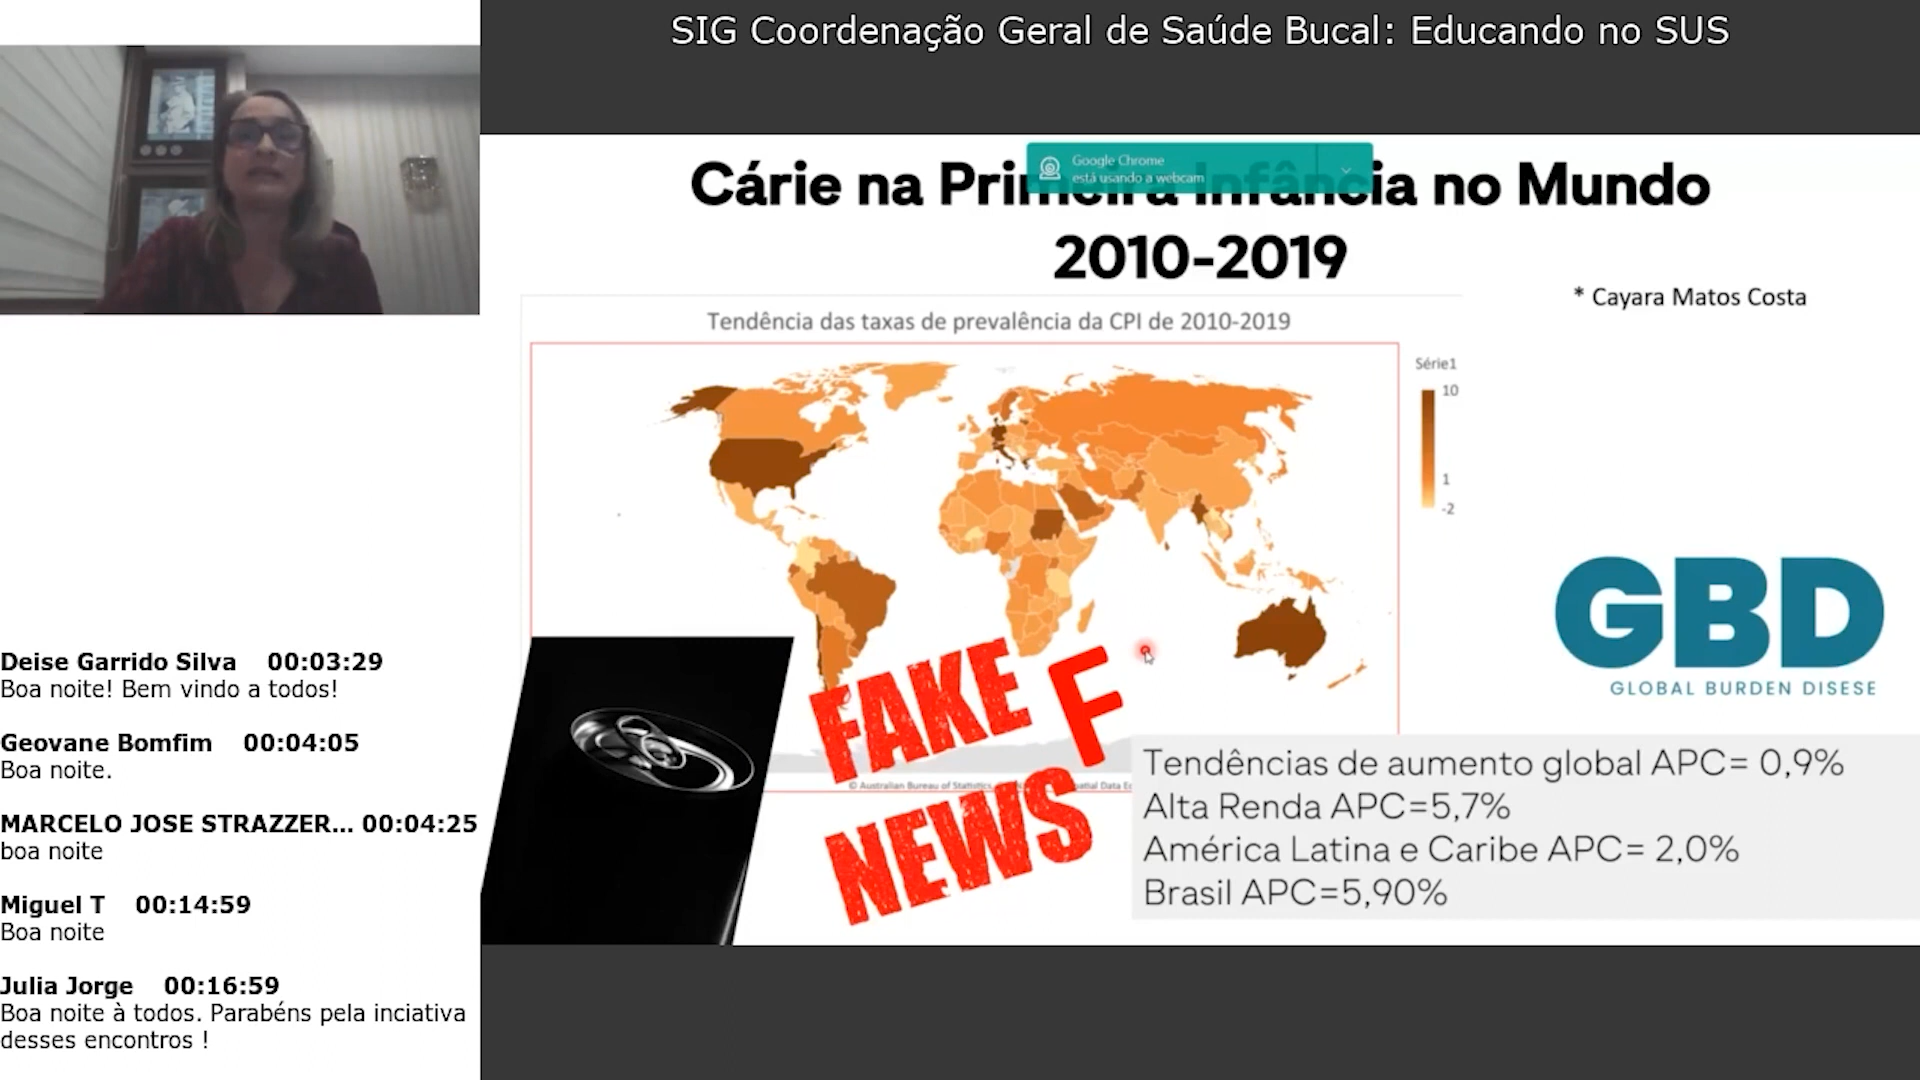 SIG Coordenação Geral de Saúde Bucal: Educando no SUS
Google Chrome
está usando a webcam
Cárie na Primeira Infância no Mundo
2010-2019
* Cayara Matos Costa
Tendência das taxas de prevalência da CPI de 2010-2019
Série1
10
1
-2
GBD
GLOBAL BURDEN DISESE
FAKE
F
NEWS
© Australian Bureau of Statistics
Tendências de aumento global APC= 0,9%
Alta Renda APC=5,7%
América Latina e Caribe APC= 2,0%
Brasil APC=5,90%
Deise Garrido Silva 00:03:29
Boa noite! Bem vindo a todos!
Geovane Bomfim 00:04:05
Boa noite.
MARCELO JOSE STRAZZER... 00:04:25
boa noite
Miguel T 00:14:59
Boa noite
Julia Jorge 00:16:59
Boa noite à todos. Parabéns pela inciativa
desses encontros !